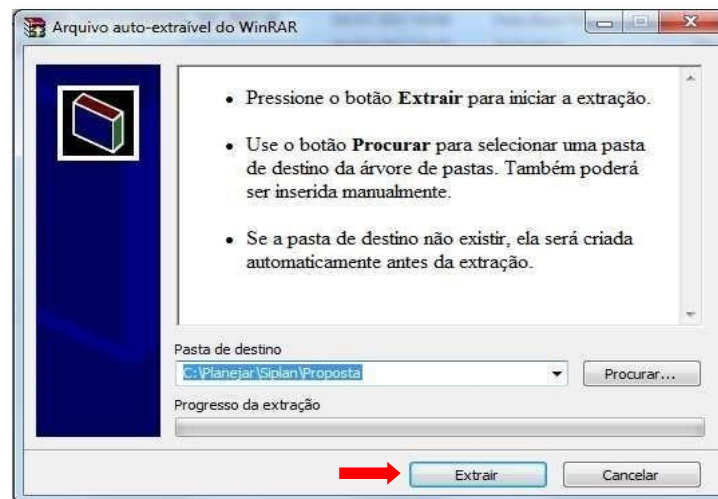 Arquivo auto-extraível do WinRAR
• Pressione o botão Extrair para iniciar a extração.
• Use o botão Procurar para selecionar uma pasta
de destino da árvore de pastas. Também poderá
ser inserida manualmente.
• Se a pasta de destino não existir, ela será criada
automaticamente antes da extração.
Pasta de destino
C:\Planejar\Siplan\Proposta
Procurar...
Progresso da extração
Extrair
Cancelar